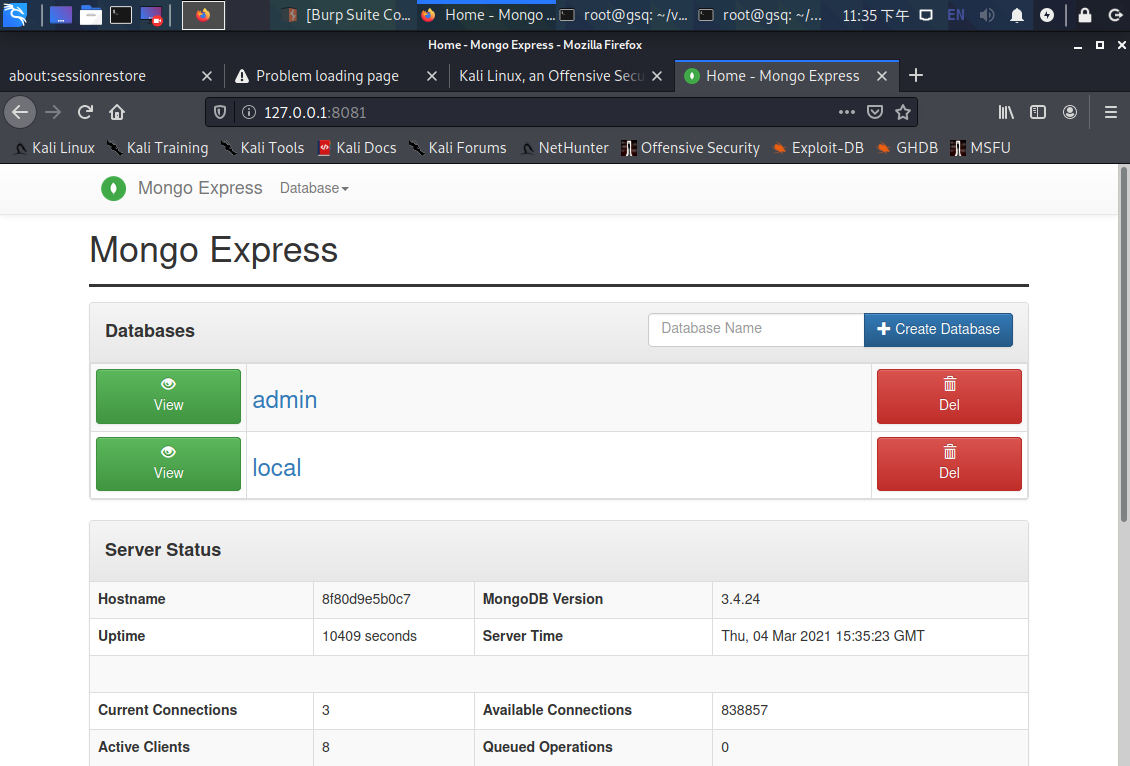 [Burp Suite Co... Home - Mongo ... root@gsq: ~/v... root@gsq: ~/... 11:35 下午 EN
Home - Mongo Express - Mozilla Firefox
about:sessionrestore Problem loading page Kali Linux, an Offensive Secu Home - Mongo Express
127.0.0.1:8081
Kali Linux Kali Training Kali Tools Kali Docs Kali Forums NetHunter Offensive Security Exploit-DB GHDB MSFU
Mongo Express Database
Mongo Express
Databases Database Name Create Database
View admin Del
View local Del
Server Status
Hostname 8f80d9e5b0c7 MongoDB Version 3.4.24
Uptime 10409 seconds Server Time Thu, 04 Mar 2021 15:35:23 GMT
Current Connections 3 Available Connections 838857
Active Clients 8 Queued Operations 0